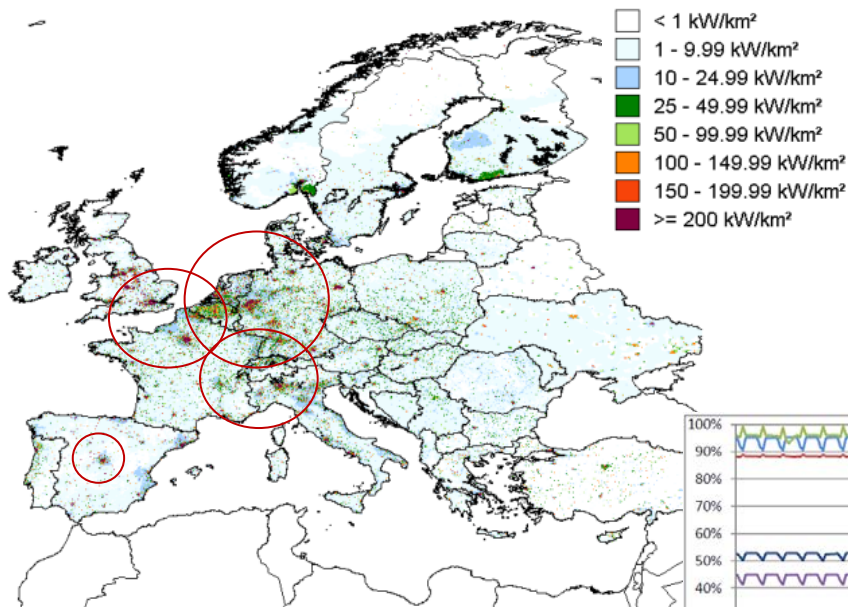 < 1 kW/km²
1 - 9.99 kW/km²
10 - 24.99 kW/km²
25 - 49.99 kW/km²
50 - 99.99 kW/km²
100 - 149.99 kW/km²
150 - 199.99 kW/km²
>= 200 kW/km²
100%
90%
80%
70%
60%
50%
40%